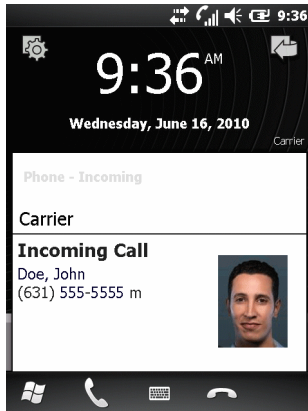 9:36
9:36 AM
Wednesday, June 16, 2010
Carrier
Phone - Incoming
Carrier
Incoming Call
Doe, John
(631) 555-5555 m